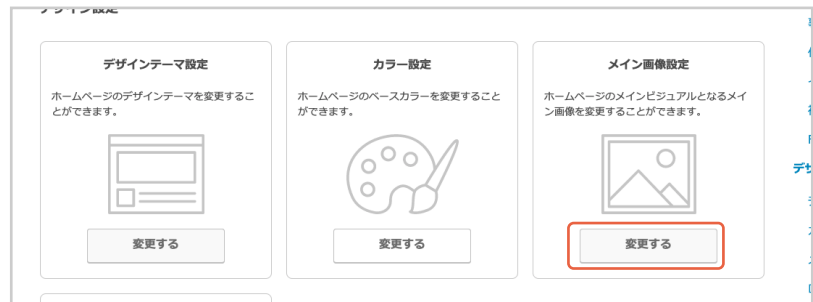 デザイン設定
デザインテーマ設定
ホームページのデザインテーマを変更するこ
とができます。
変更する
カラー設定
ホームページのベースカラーを変更すること
ができます。
変更する
メイン画像設定
ホームページのメインビジュアルとなるメイ
ン画像を変更することができます。
変更する